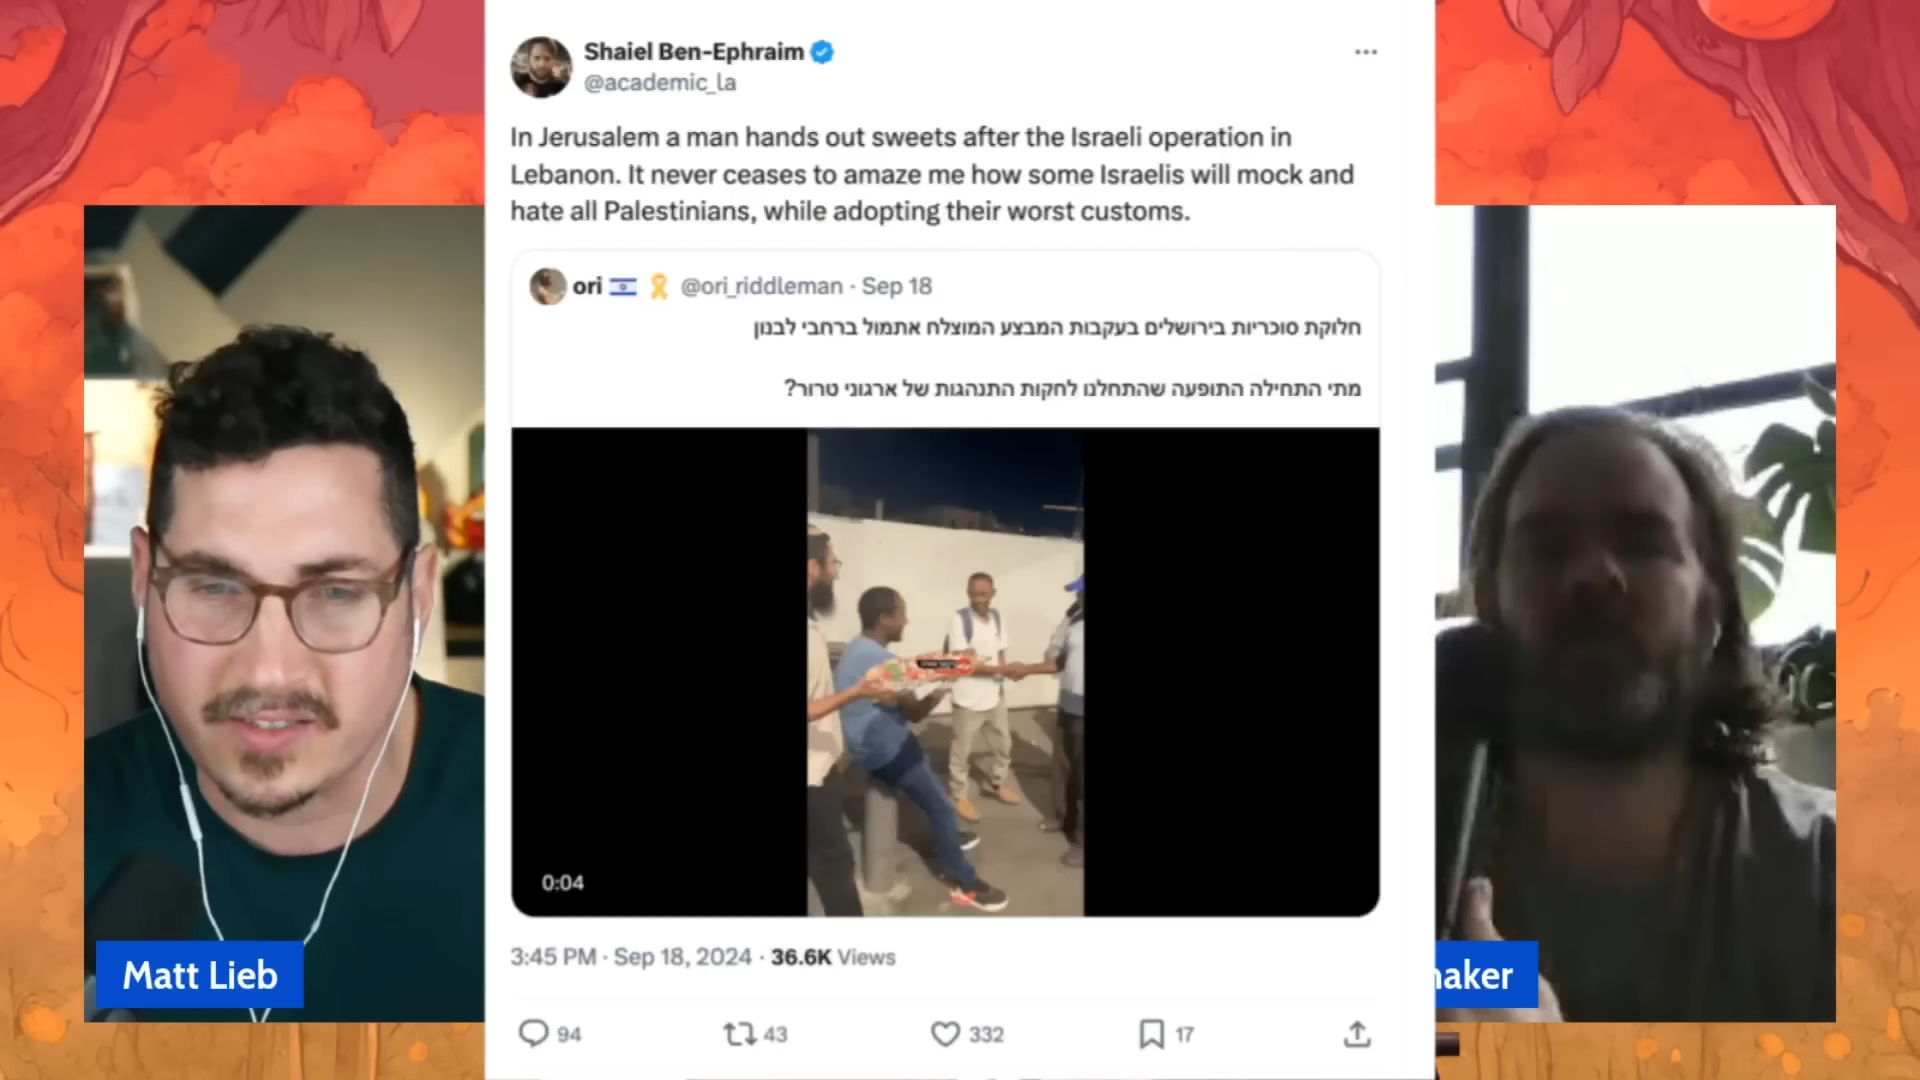 Shaiel Ben-Ephraim
@academic_la
In Jerusalem a man hands out sweets after the Israeli operation in
Lebanon. It never ceases to amaze me how some Israelis will mock and
hate all Palestinians, while adopting their worst customs.
ori @ori_riddleman · Sep 18
חלוקת סוכריות בירושלים בעקבות המבצע המוצלח אתמול ברחבי לבנון
מתי התחילה התופעה שהתחלנו לחקות התנהגות של ארגוני טרור?
0:04
3:45 PM · Sep 18, 2024 · 36.6K Views
94 43 332 17
Matt Lieb
naker